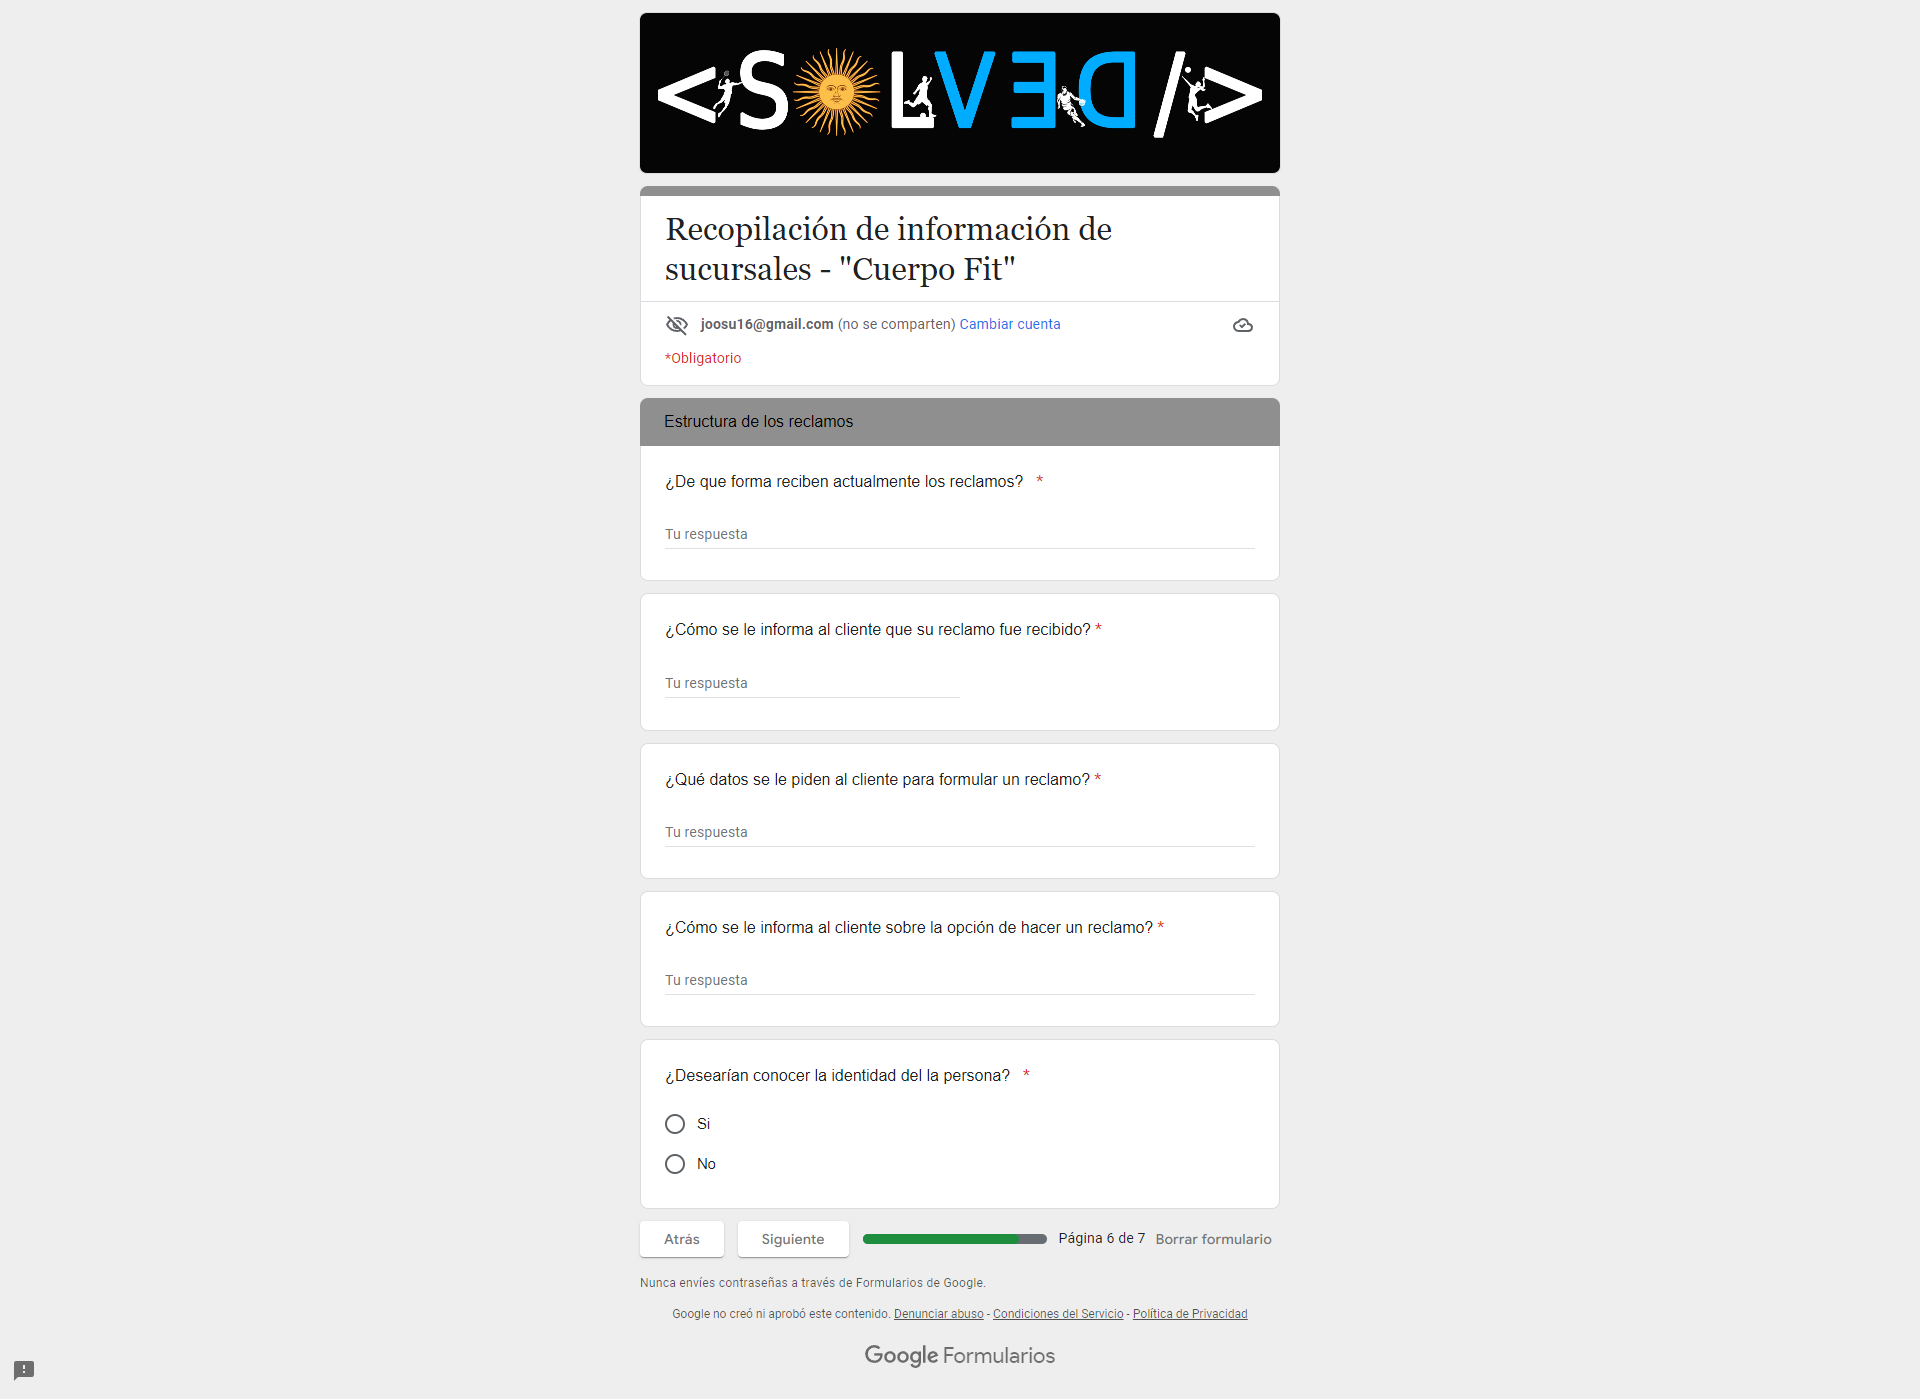 <SOLVED/>
Recopilación de información de
sucursales - "Cuerpo Fit"
joosu16@gmail.com (no se comparten) Cambiar cuenta
*Obligatorio
Estructura de los reclamos
¿De que forma reciben actualmente los reclamos? *
Tu respuesta
¿Cómo se le informa al cliente que su reclamo fue recibido? *
Tu respuesta
¿Qué datos se le piden al cliente para formular un reclamo? *
Tu respuesta
¿Cómo se le informa al cliente sobre la opción de hacer un reclamo? *
Tu respuesta
¿Desearían conocer la identidad del la persona? *
Si
No
Atrás Siguiente Página 6 de 7 Borrar formulario
Nunca envíes contraseñas a través de Formularios de Google.
Google no creó ni aprobó este contenido. Denunciar abuso - Condiciones del Servicio - Política de Privacidad
Google Formularios